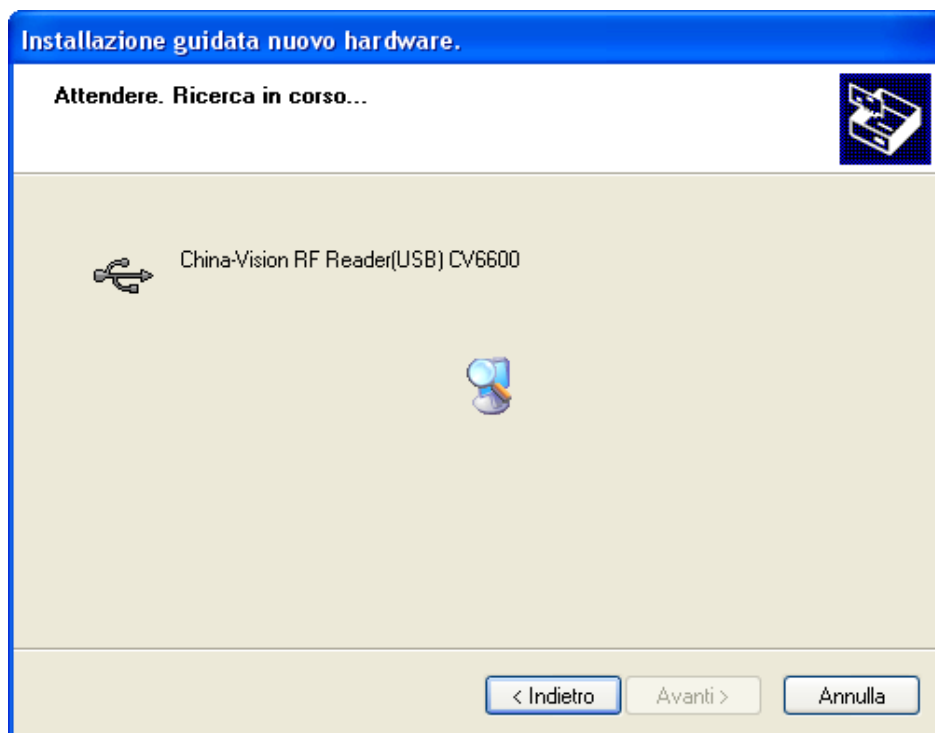 Installazione guidata nuovo hardware.
Attendere. Ricerca in corso...
China-Vision RF Reader(USB) CV6600
< Indietro
Avanti >
Annulla